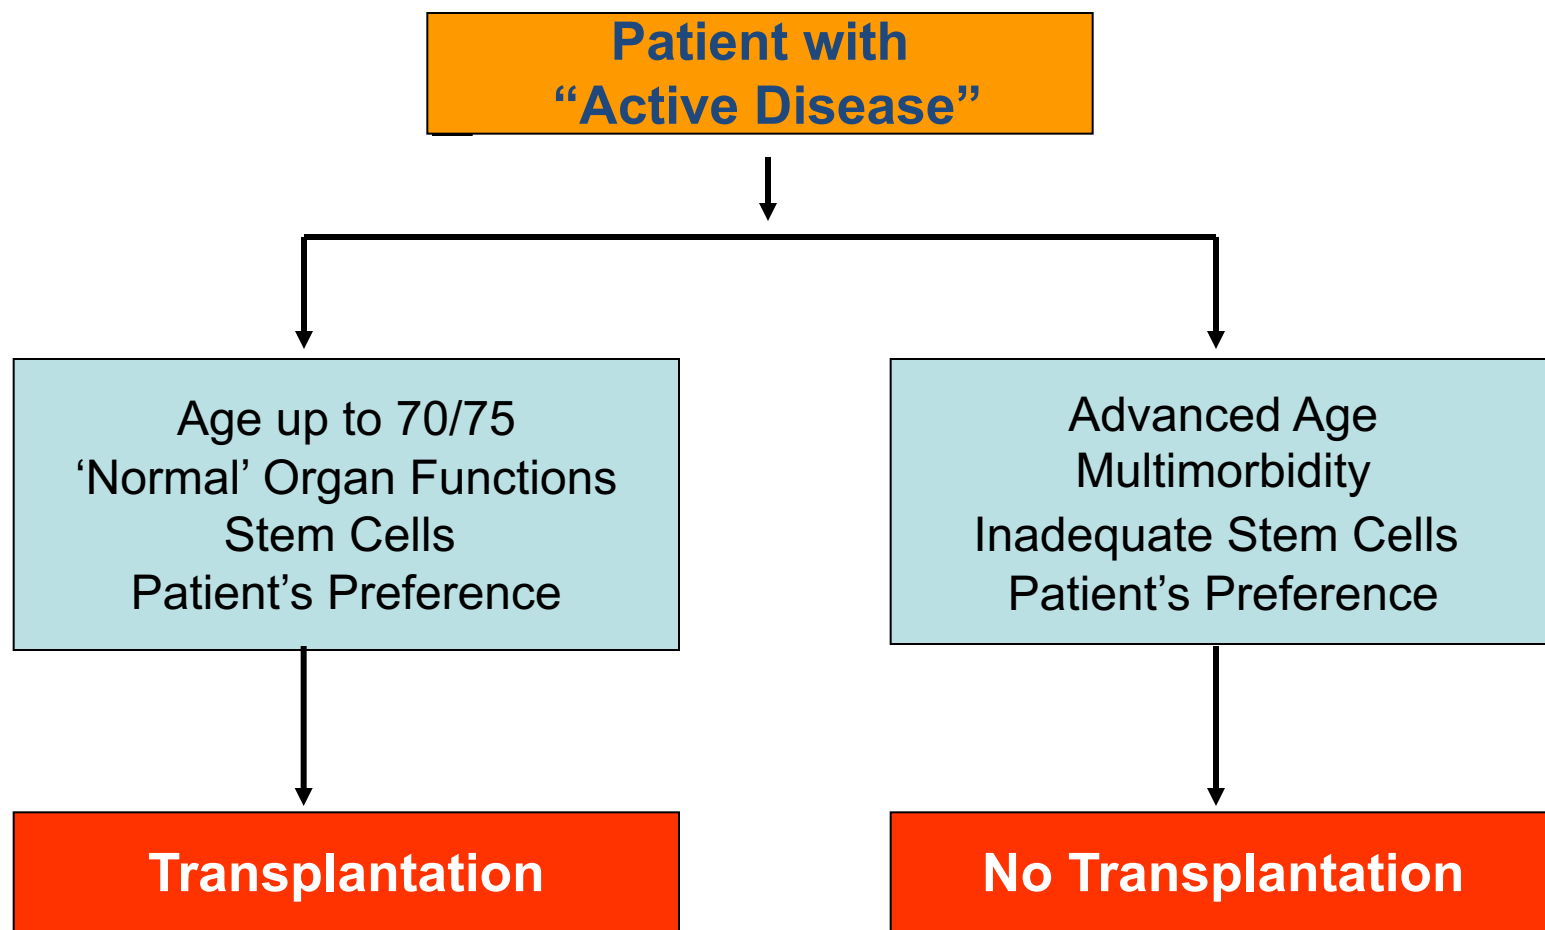 Patient with
“Active Disease”
Age up to 70/75
‘Normal’ Organ Functions
Stem Cells
Patient’s Preference
Advanced Age
Multimorbidity
Inadequate Stem Cells
Patient’s Preference
Transplantation
No Transplantation